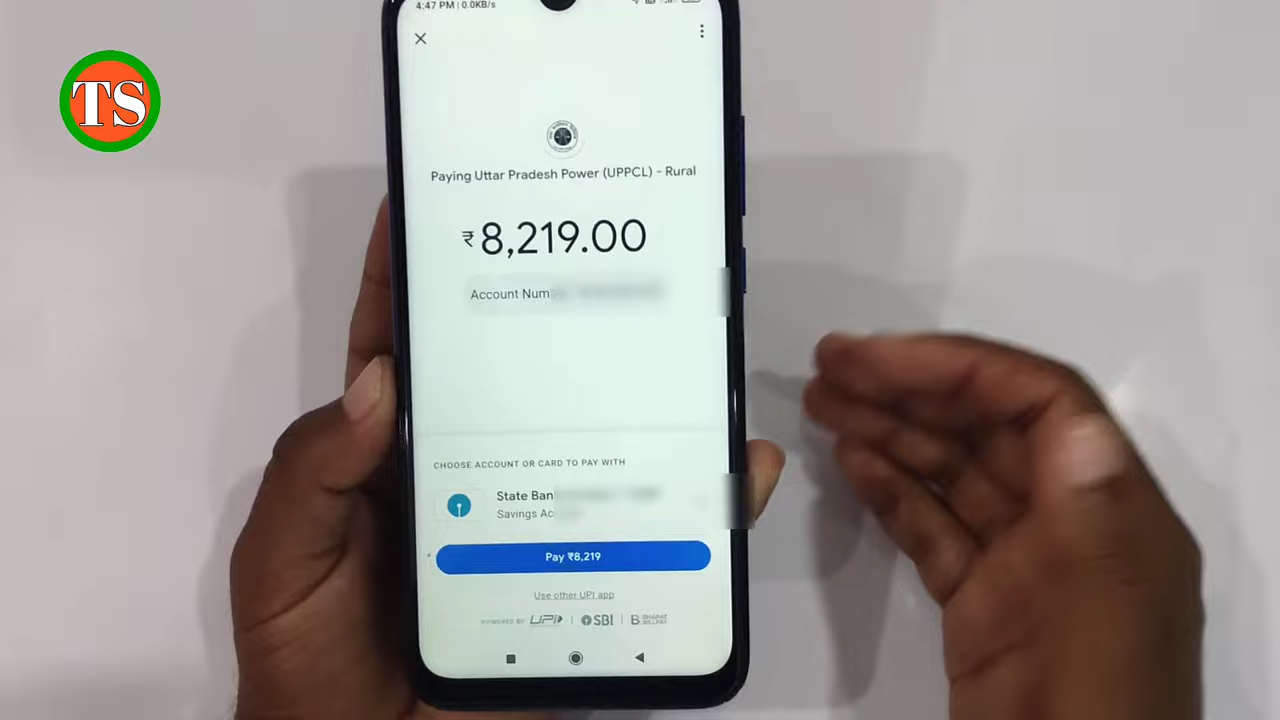 TS
4:47 PM | 0.0KB/s
Paying Uttar Pradesh Power (UPPCL) - Rural
₹8,219.00
Account Num
CHOOSE ACCOUNT OR CARD TO PAY WITH
State Ban
Savings Ac
Pay ₹8,219
Use other UPI app
POWERED BY UPI | SBI | BHARAT BILLPAY